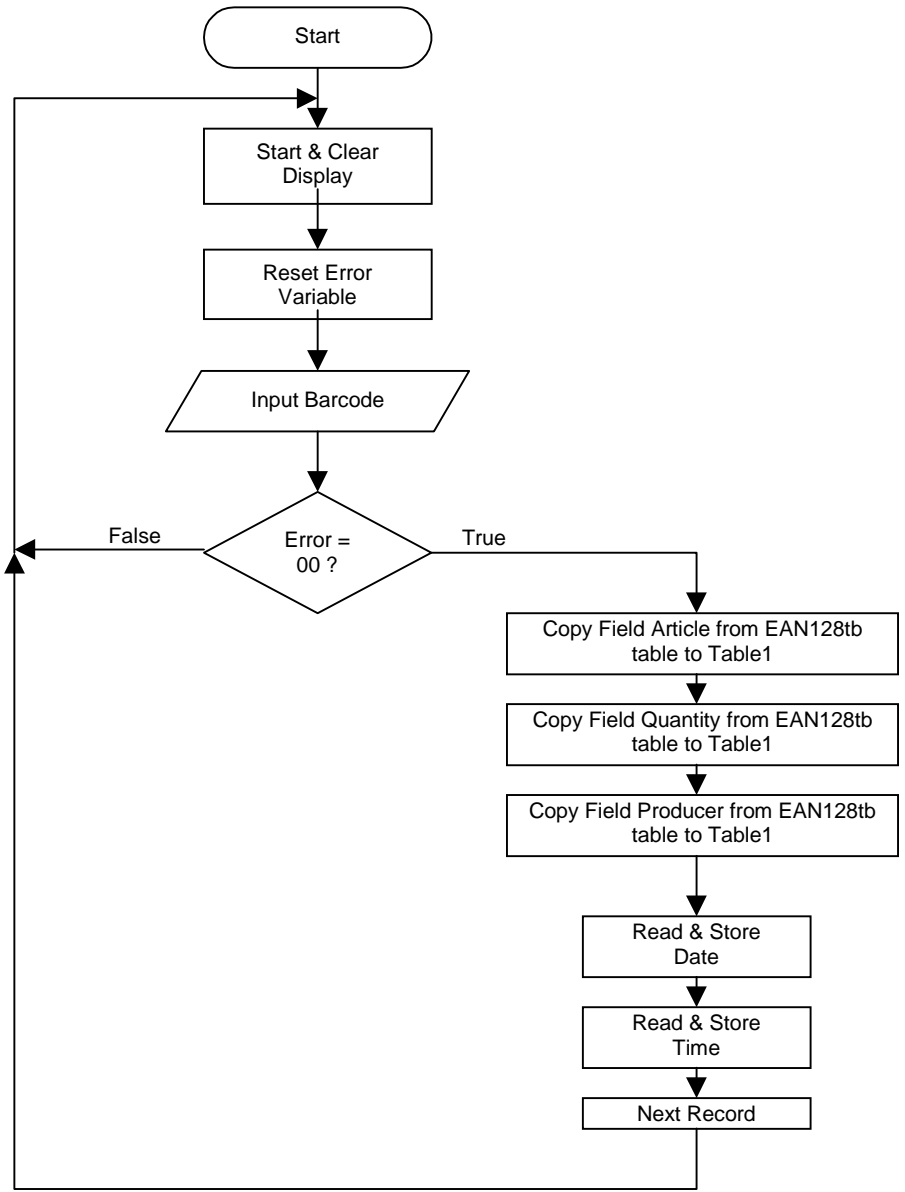 Start
Start & Clear
Display
Reset Error
Variable
Input Barcode
False
Error =
00 ?
True
Copy Field Article from EAN128tb
table to Table1
Copy Field Quantity from EAN128tb
table to Table1
Copy Field Producer from EAN128tb
table to Table1
Read & Store
Date
Read & Store
Time
Next Record